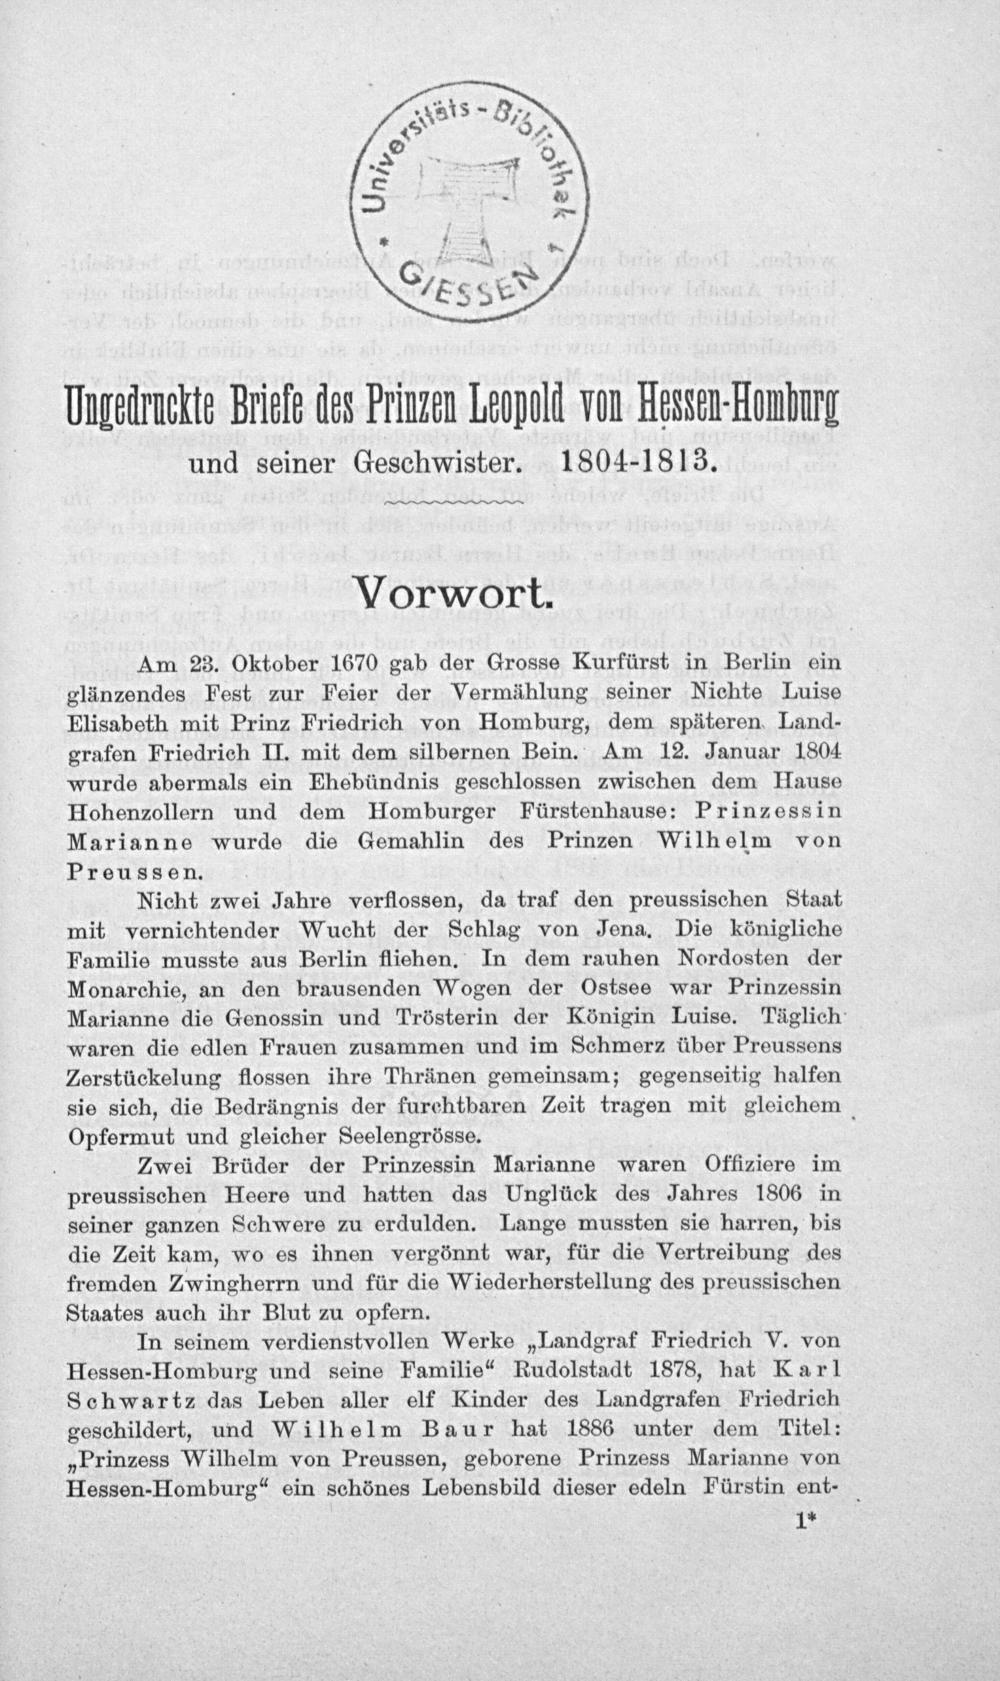 Universitäts-Bibliothek
GIESSEN
Ungedruckte Briefe des Prinzen Leopold von Hessen-Homburg
und seiner Geschwister. 1804-1813.
Vorwort.
Am 23. Oktober 1670 gab der Grosse Kurfürst in Berlin ein
glänzendes Fest zur Feier der Vermählung seiner Nichte Luise
Elisabeth mit Prinz Friedrich von Homburg, dem späteren Land-
grafen Friedrich II. mit dem silbernen Bein. Am 12. Januar 1804
wurde abermals ein Ehebündnis geschlossen zwischen dem Hause
Hohenzollern und dem Homburger Fürstenhause: Prinzessin
Marianne wurde die Gemahlin des Prinzen Wilhelm von
Preussen.
Nicht zwei Jahre verflossen, da traf den preussischen Staat
mit vernichtender Wucht der Schlag von Jena. Die königliche
Familie musste aus Berlin fliehen. In dem rauhen Nordosten der
Monarchie, an den brausenden Wogen der Ostsee war Prinzessin
Marianne die Genossin und Trösterin der Königin Luise. Täglich
waren die edlen Frauen zusammen und im Schmerz über Preussens
Zerstückelung flossen ihre Thränen gemeinsam; gegenseitig halfen
sie sich, die Bedrängnis der furchtbaren Zeit tragen mit gleichem
Opfermut und gleicher Seelengrösse.
Zwei Brüder der Prinzessin Marianne waren Offiziere im
preussischen Heere und hatten das Unglück des Jahres 1806 in
seiner ganzen Schwere zu erdulden. Lange mussten sie harren, bis
die Zeit kam, wo es ihnen vergönnt war, für die Vertreibung des
fremden Zwingherrn und für die Wiederherstellung des preussischen
Staates auch ihr Blut zu opfern.
In seinem verdienstvollen Werke „Landgraf Friedrich V. von
Hessen-Homburg und seine Familie“ Rudolstadt 1878, hat Karl
Schwartz das Leben aller elf Kinder des Landgrafen Friedrich
geschildert, und Wilhelm Baur hat 1886 unter dem Titel:
„Prinzess Wilhelm von Preussen, geborene Prinzess Marianne von
Hessen-Homburg“ ein schönes Lebensbild dieser edeln Fürstin ent-
1*